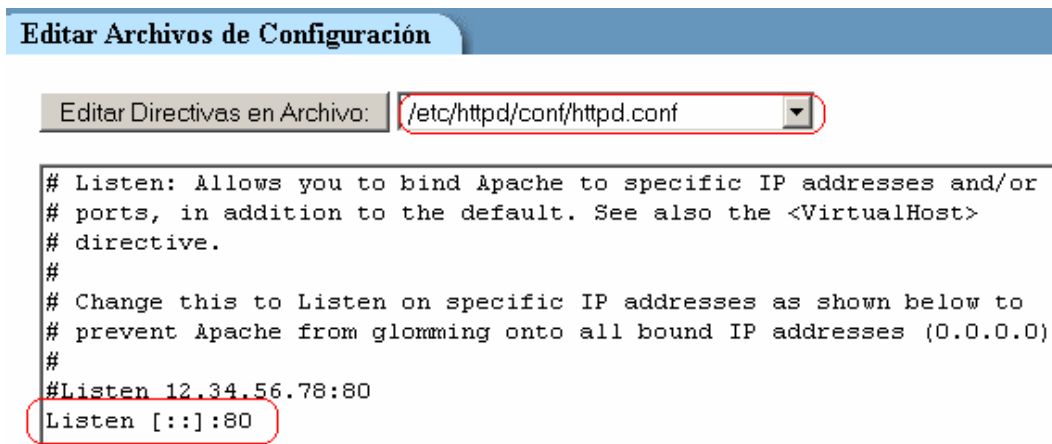 Editar Archivos de Configuración
Editar Directivas en Archivo: /etc/httpd/conf/httpd.conf
# Listen: Allows you to bind Apache to specific IP addresses and/or
# ports, in addition to the default. See also the <VirtualHost>
# directive.
#
# Change this to Listen on specific IP addresses as shown below to
# prevent Apache from glomming onto all bound IP addresses (0.0.0.0)
#
#Listen 12.34.56.78:80
Listen [::]:80